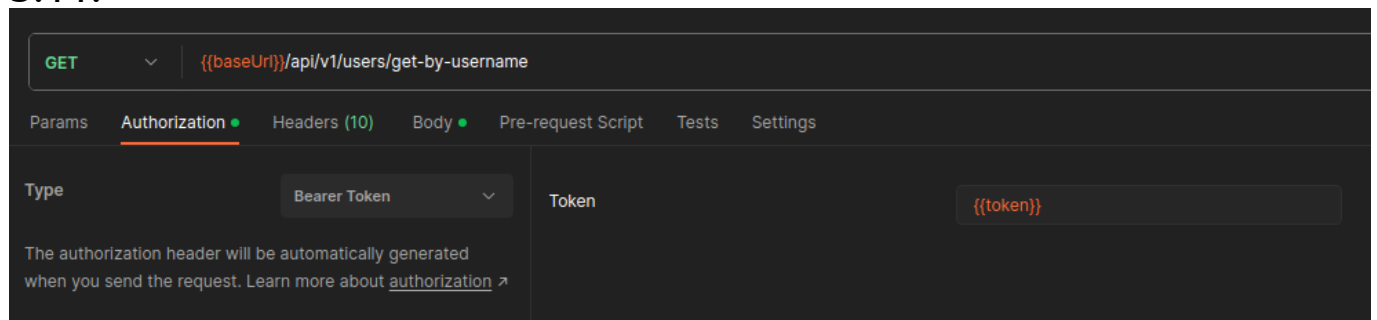 GET {{baseUrl}}/api/v1/users/get-by-username
Params Authorization Headers (10) Body Pre-request Script Tests Settings
Type Bearer Token Token {{token}}
The authorization header will be automatically generated
when you send the request. Learn more about authorization ↗